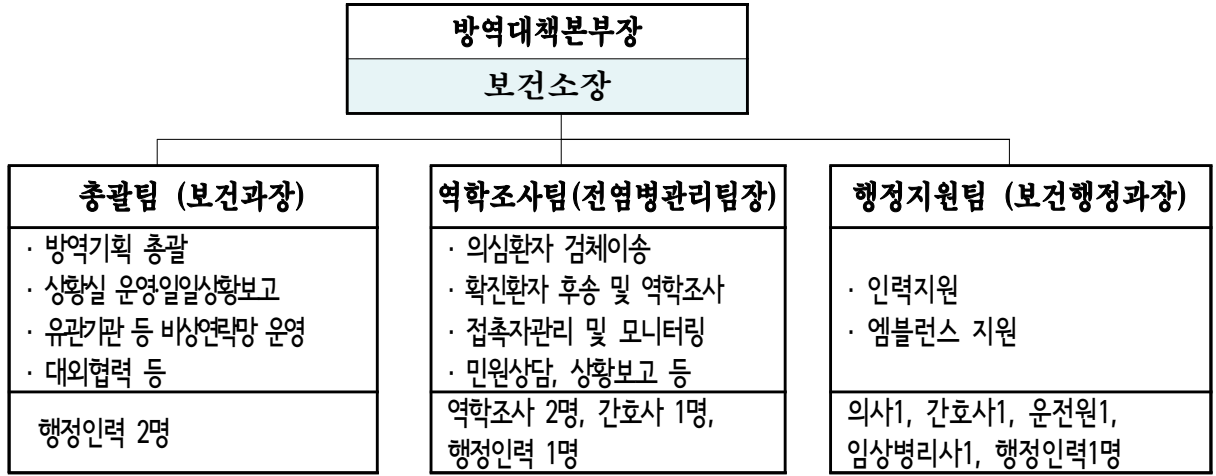 방역대책본부장
보건소장
총괄팀 (보건과장)
· 방역기획 총괄
· 상황실 운영·일일상황보고
· 유관기관 등 비상연락망 운영
· 대외협력 등
행정인력 2명
역학조사팀(전염병관리팀장)
· 의심환자 검체이송
· 확진환자 후송 및 역학조사
· 접촉자관리 및 모니터링
· 민원상담, 상황보고 등
역학조사 2명, 간호사 1명,
행정인력 1명
행정지원팀 (보건행정과장)
· 인력지원
· 엠블런스 지원
의사1, 간호사1, 운전원1,
임상병리사1, 행정인력1명